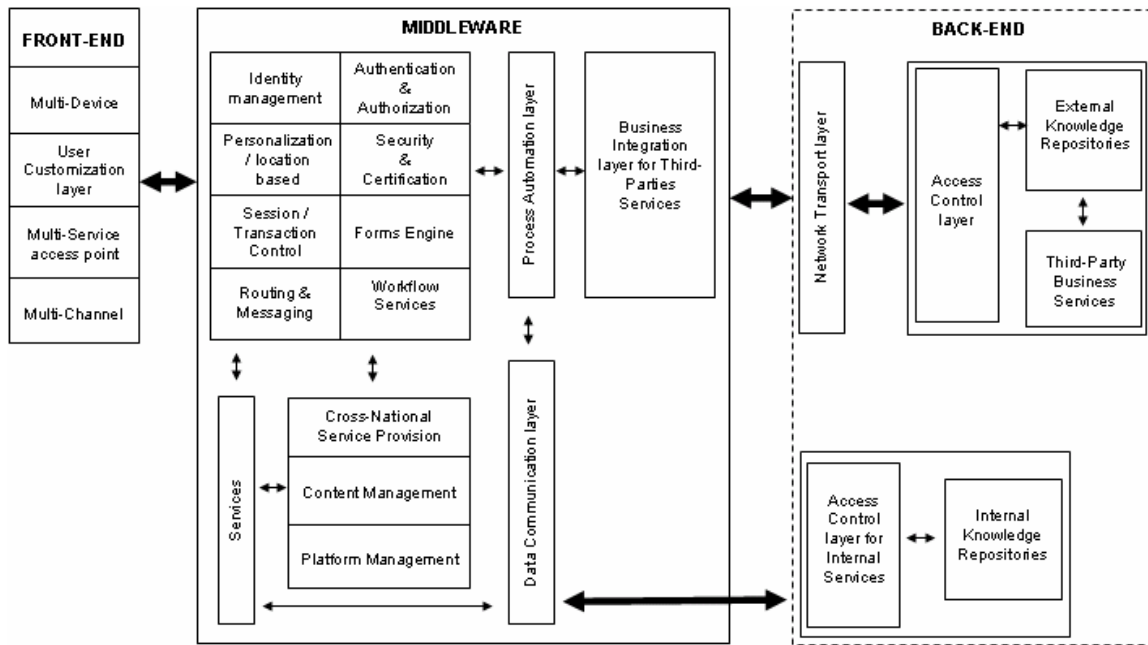 FRONT-END
Multi-Device
User
Customization
layer
Multi-Service
access point
Multi-Channel
MIDDLEWARE
Identity
management
Authentication
&
Authorization
Personalization
/ location
based
Security
&
Certification
Session /
Transaction
Control
Forms Engine
Routing &
Messaging
Workflow
Services
Process Automation layer
Business
Integration
layer for Third-
Parties
Services
Services
Cross-National
Service Provision
Content Management
Platform Management
Data Communication layer
BACK-END
Network Transport layer
Access
Control
layer
External
Knowledge
Repositories
Third-Party
Business
Services
Access
Control
layer for
Internal
Services
Internal
Knowledge
Repositories